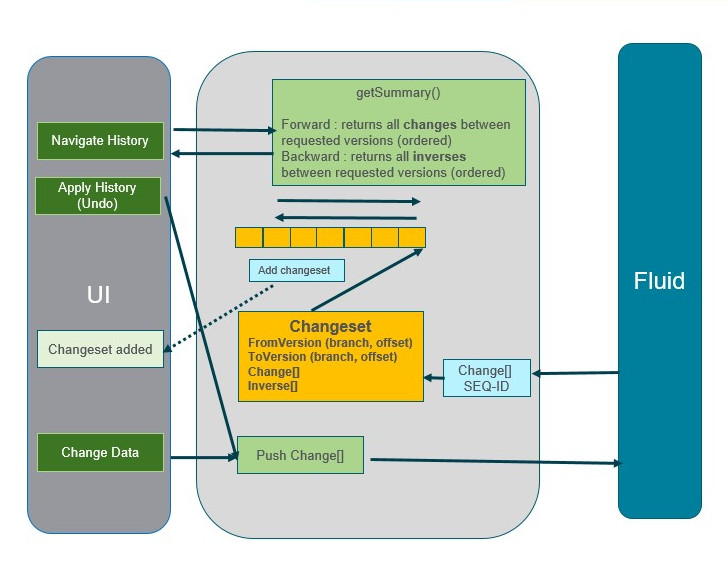 getSummary()
Forward : returns all changes between
requested versions (ordered)
Backward : returns all inverses
between requested versions (ordered)
Navigate History
Apply History
(Undo)
UI
Changeset added
Change Data
Add changeset
Changeset
FromVersion (branch, offset)
ToVersion (branch, offset)
Change[]
Inverse[]
Change[]
SEQ-ID
Push Change[]
Fluid